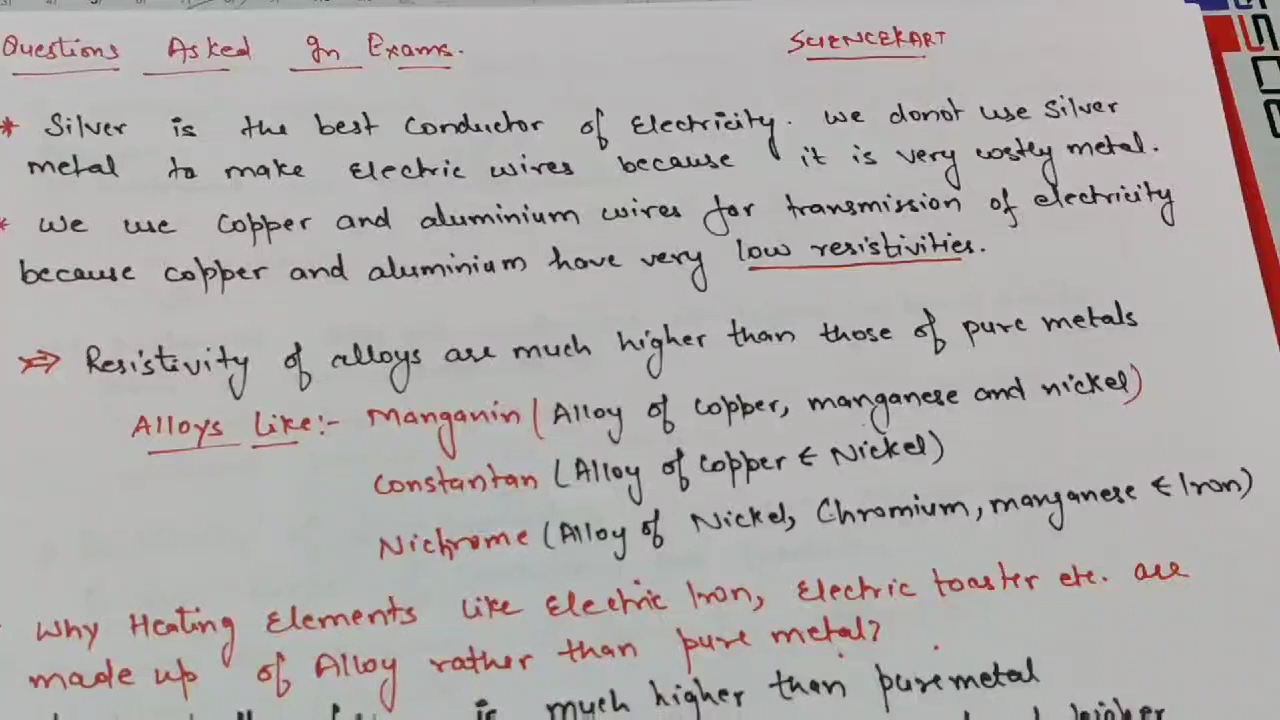 Questions Asked In Exams.
SCIENCEKART
* Silver is the best conductor of Electricity. We donot use Silver
metal to make Electric wires because it is very costly metal.
* We use copper and aluminium wires for transmission of electricity
because copper and aluminium have very low resistivities.
⇒ Resistivity of alloys are much higher than those of pure metals
Alloys Like:- Manganin (Alloy of Copper, manganese and nickel)
Constantan (Alloy of Copper & Nickel)
Nichrome (Alloy of Nickel, Chromium, manganese & Iron)
Why Heating Elements Like Electric Iron, Electric toaster etc. are
made up of Alloy rather than pure metal?
is much higher than pure metal